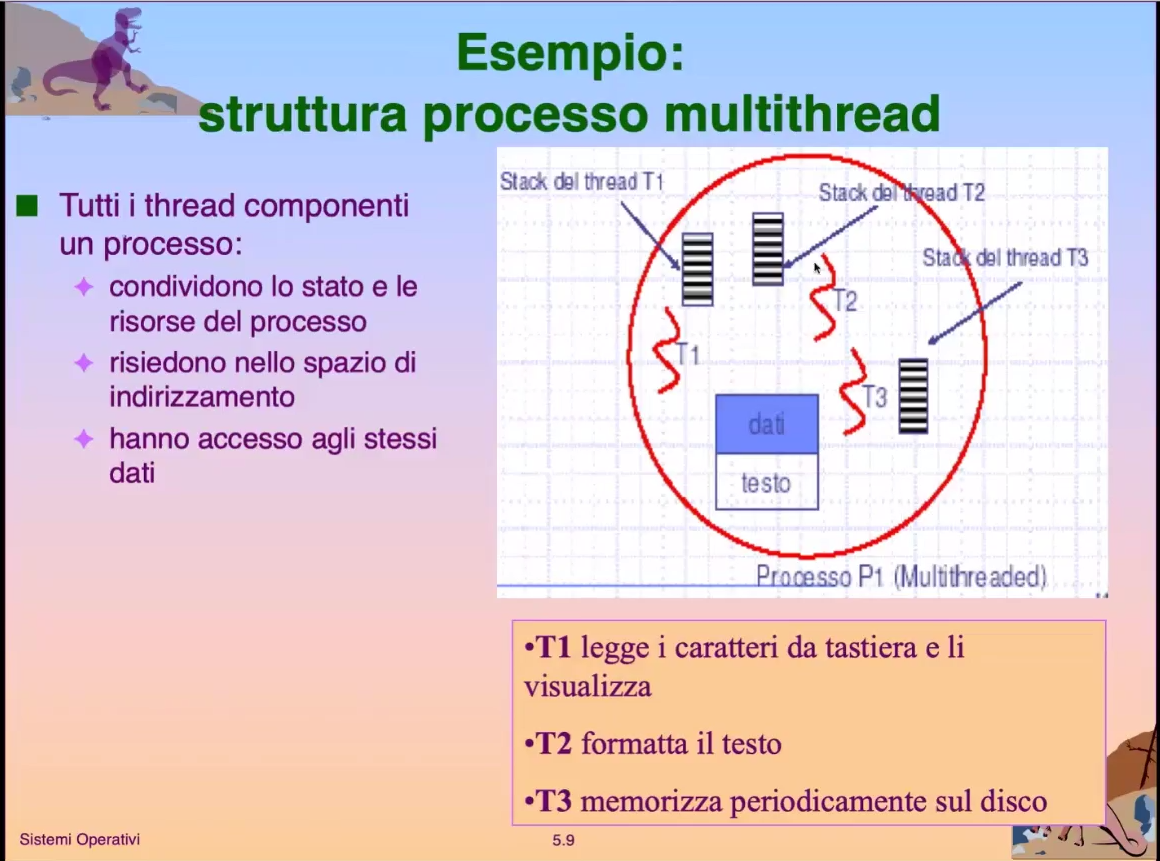 Esempio:
struttura processo multithread
Tutti i thread componenti
un processo:
condividono lo stato e le
risorse del processo
risiedono nello spazio di
indirizzamento
hanno accesso agli stessi
dati
Stack del thread T1
Stack del thread T2
Stack del thread T3
T2
T1
T3
dati
testo
Processo P1 (Multithreaded)
•T1 legge i caratteri da tastiera e li
visualizza
•T2 formatta il testo
•T3 memorizza periodicamente sul disco
Sistemi Operativi
5.9